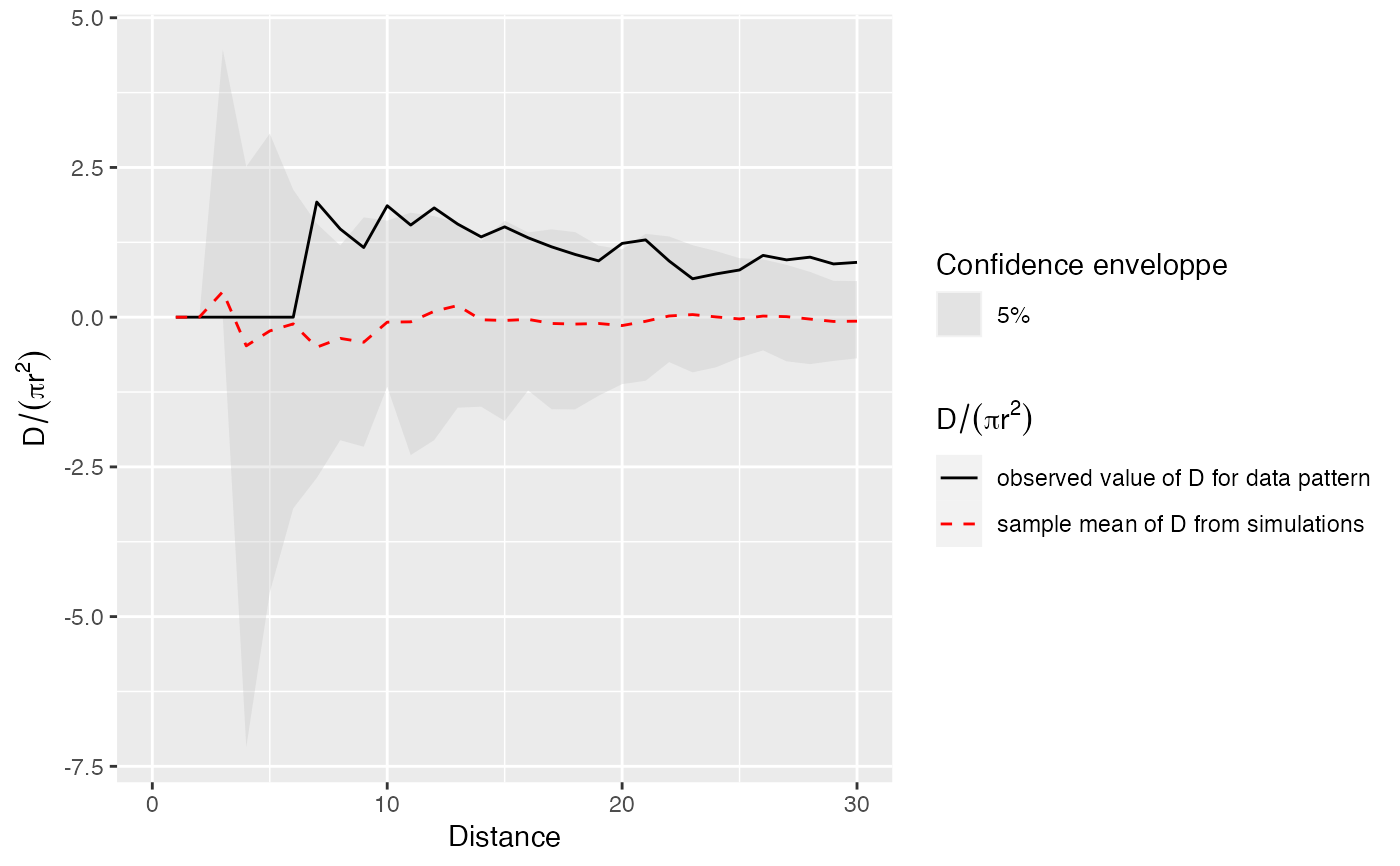 5.0
2.5
0.0
-2.5
-5.0
-7.5
D/(πr²)
0
10
20
30
Distance
Confidence enveloppe
5%
D/(πr²)
observed value of D for data pattern
sample mean of D from simulations